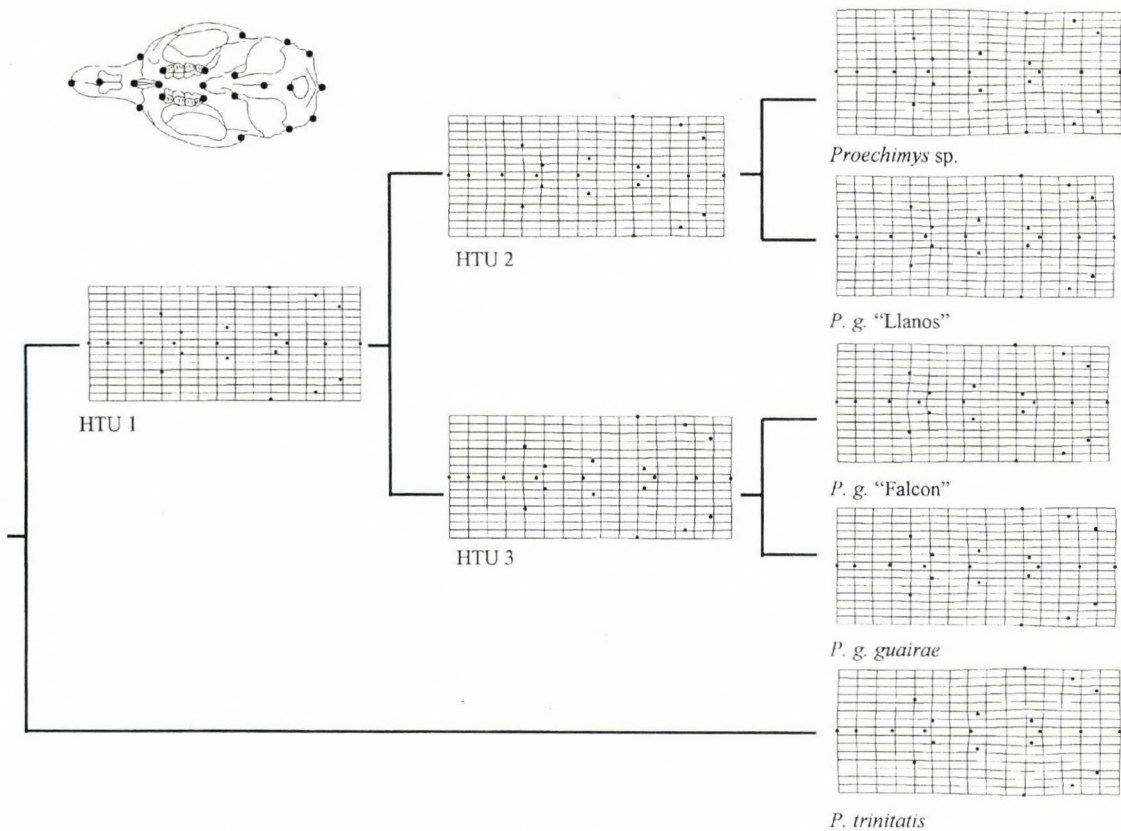 Proechimys sp.
HTU 2
P. g. “Llanos”
HTU 1
P. g. “Falcon”
HTU 3
P. g. guairae
P. trinitatis